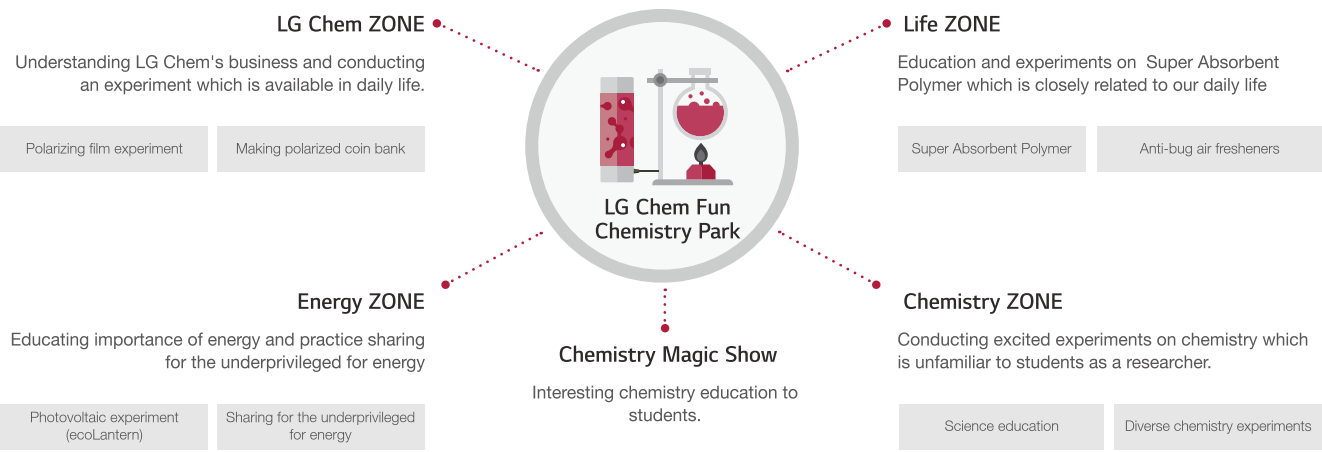 LG Chem ZONE
Understanding LG Chem's business and conducting
an experiment which is available in daily life.
Polarizing film experiment
Making polarized coin bank
Life ZONE
Education and experiments on Super Absorbent
Polymer which is closely related to our daily life
Super Absorbent Polymer
Anti-bug air fresheners
LG Chem Fun
Chemistry Park
Energy ZONE
Educating importance of energy and practice sharing
for the underprivileged for energy
Photovoltaic experiment
(ecoLantern)
Sharing for the underprivileged
for energy
Chemistry Magic Show
Interesting chemistry education to
students.
Chemistry ZONE
Conducting excited experiments on chemistry which
is unfamiliar to students as a researcher.
Science education
Diverse chemistry experiments